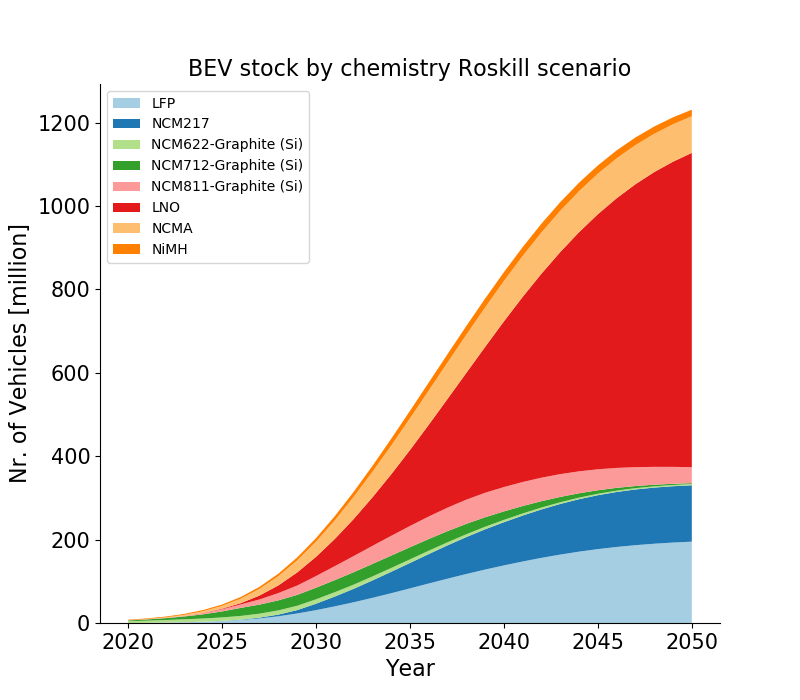 BEV stock by chemistry Roskill scenario
LFP
NCM217
NCM622-Graphite (Si)
NCM712-Graphite (Si)
NCM811-Graphite (Si)
LNO
NCMA
NiMH
Nr. of Vehicles [million]
1200
1000
800
600
400
200
0
2020 2025 2030 2035 2040 2045 2050
Year